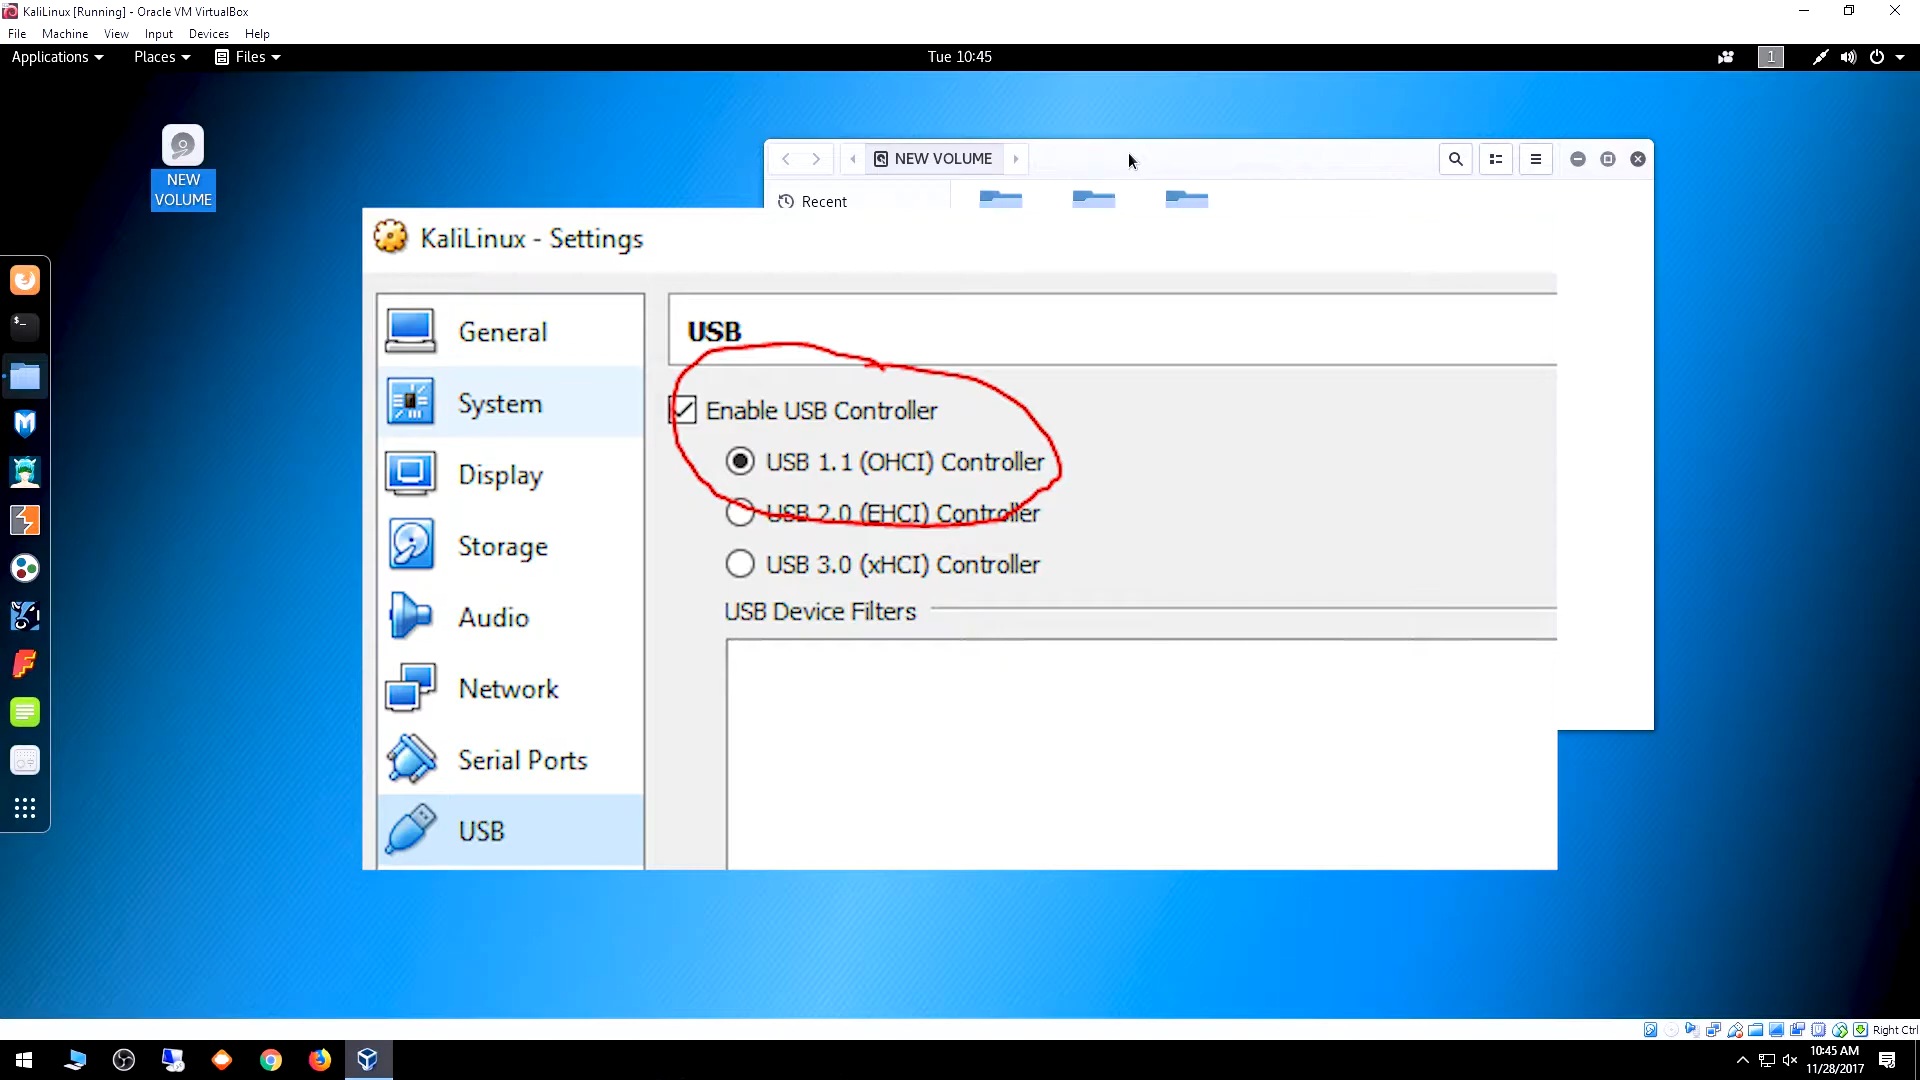 KaliLinux [Running] - Oracle VM VirtualBox
File Machine View Input Devices Help
Applications Places Files Tue 10:45 1
NEW VOLUME
NEW
VOLUME
Recent
KaliLinux - Settings
General
System
Display
Storage
Audio
Network
Serial Ports
USB
USB
Enable USB Controller
USB 1.1 (OHCI) Controller
USB 2.0 (EHCI) Controller
USB 3.0 (xHCI) Controller
USB Device Filters
Right Ctrl
10:45 AM
11/28/2017